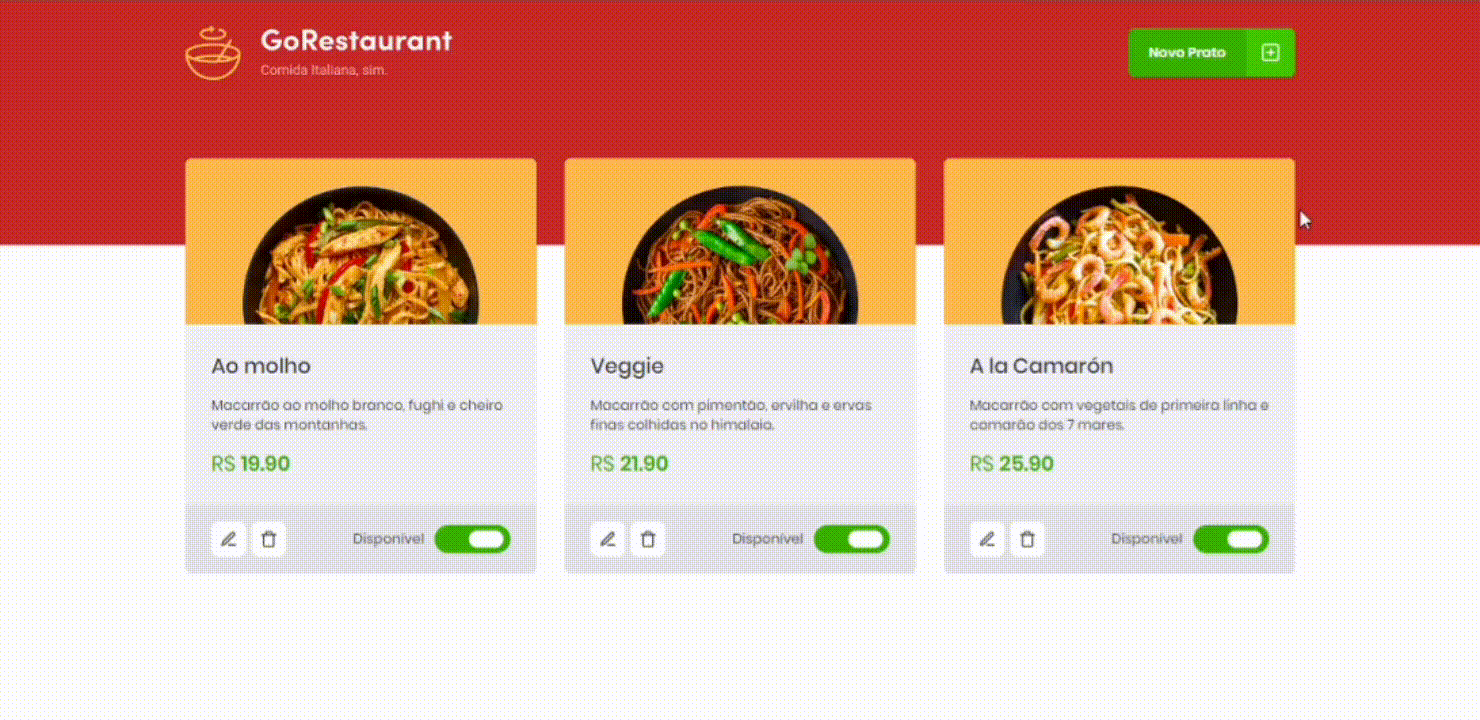 GoRestaurant
Comida Italiana, sim.
Novo Prato
Ao molho
Macarrão ao molho branco, fughi e cheiro
verde das montanhas.
R$ 19.90
Disponível
Veggie
Macarrão com pimentão, ervilha e ervas
finas colhidas no himalaia.
R$ 21.90
Disponível
A la Camarón
Macarrão com vegetais de primeira linha e
camarão dos 7 mares.
R$ 25.90
Disponível